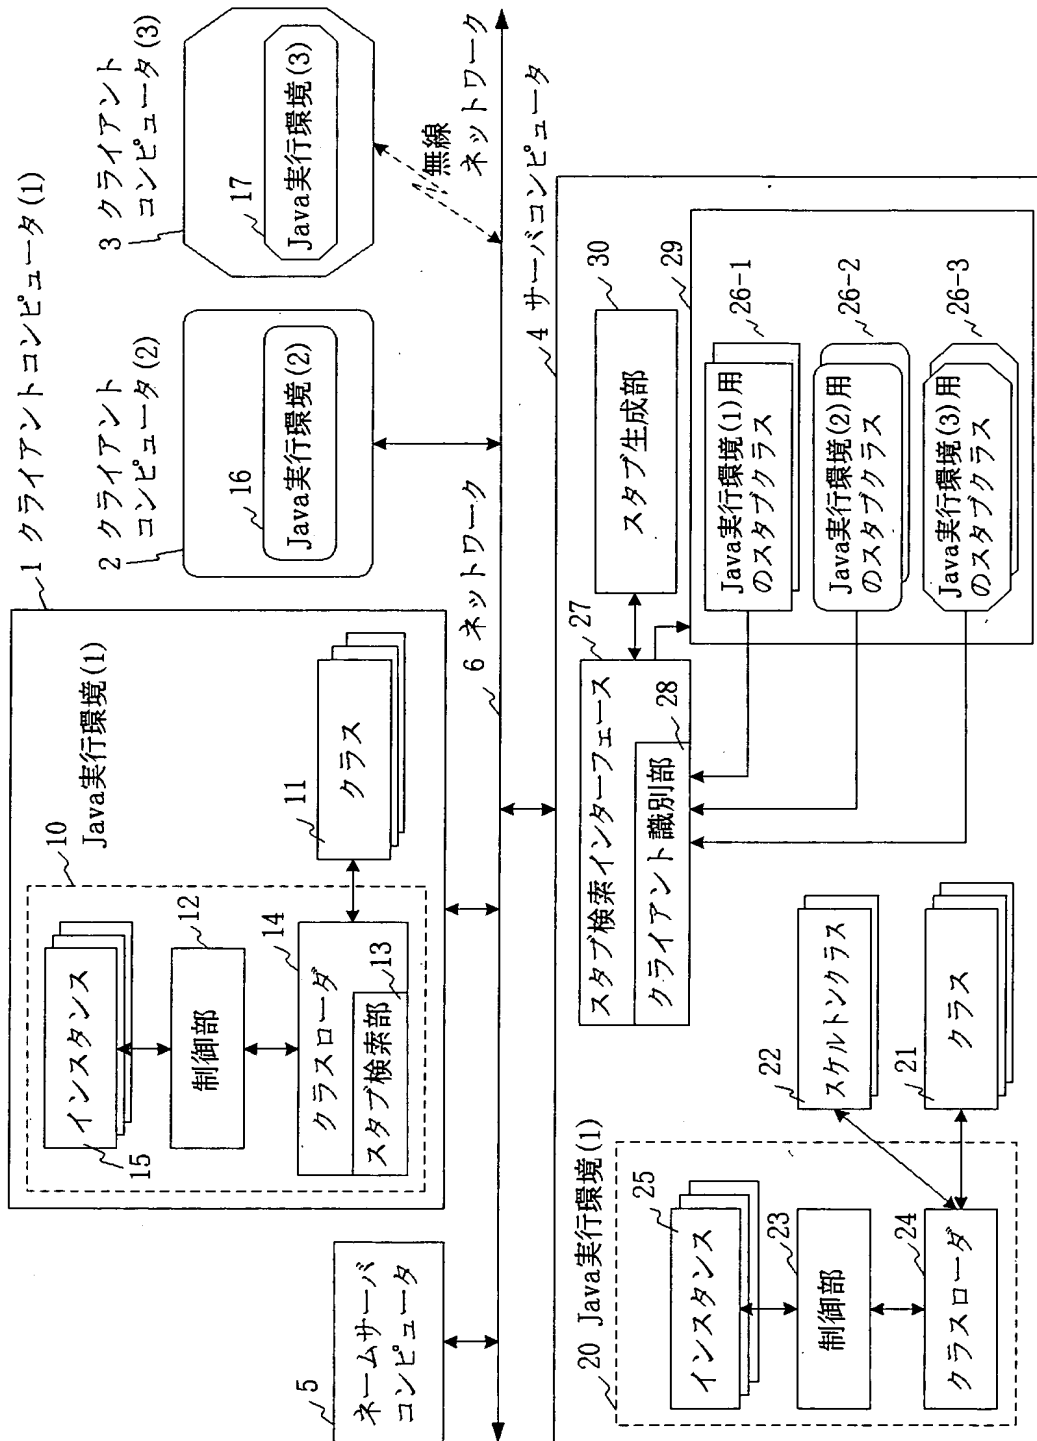 1 クライアントコンピュータ(1)
10
Java実行環境(1)
15
インスタンス
12
制御部
14
クラスローダ
13
スタブ検索部
11
クラス
2 クライアント
コンピュータ(2)
16
Java実行環境(2)
3 クライアント
コンピュータ(3)
17
Java実行環境(3)
無線
ネットワーク
5
ネームサーバ
コンピュータ
6 ネットワーク
4 サーバコンピュータ
20 Java実行環境(1)
25
インスタンス
23
制御部
24
クラスローダ
22
スケルトンクラス
21
クラス
27
スタブ検索インターフェース
28
クライアント識別部
30
スタブ生成部
29
26-1
Java実行環境(1)用
のスタブクラス
26-2
Java実行環境(2)用
のスタブクラス
26-3
Java実行環境(3)用
のスタブクラス